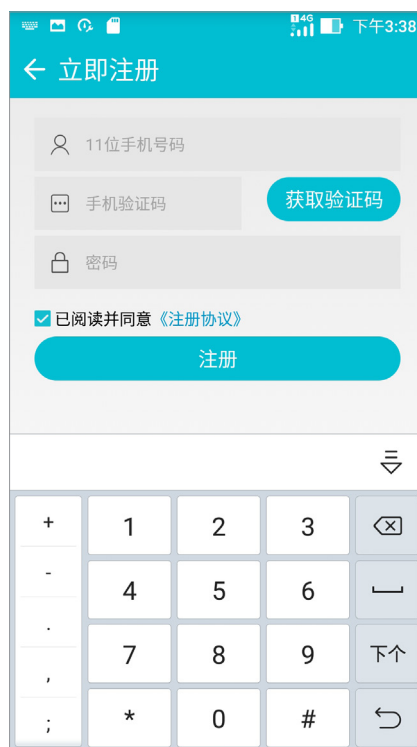 4G 下午3:38
立即注册
11位手机号码
手机验证码 获取验证码
密码
已阅读并同意《注册协议》
注册
+ 1 2 3
- 4 5 6
. 7 8 9 下个
,
; * 0 #